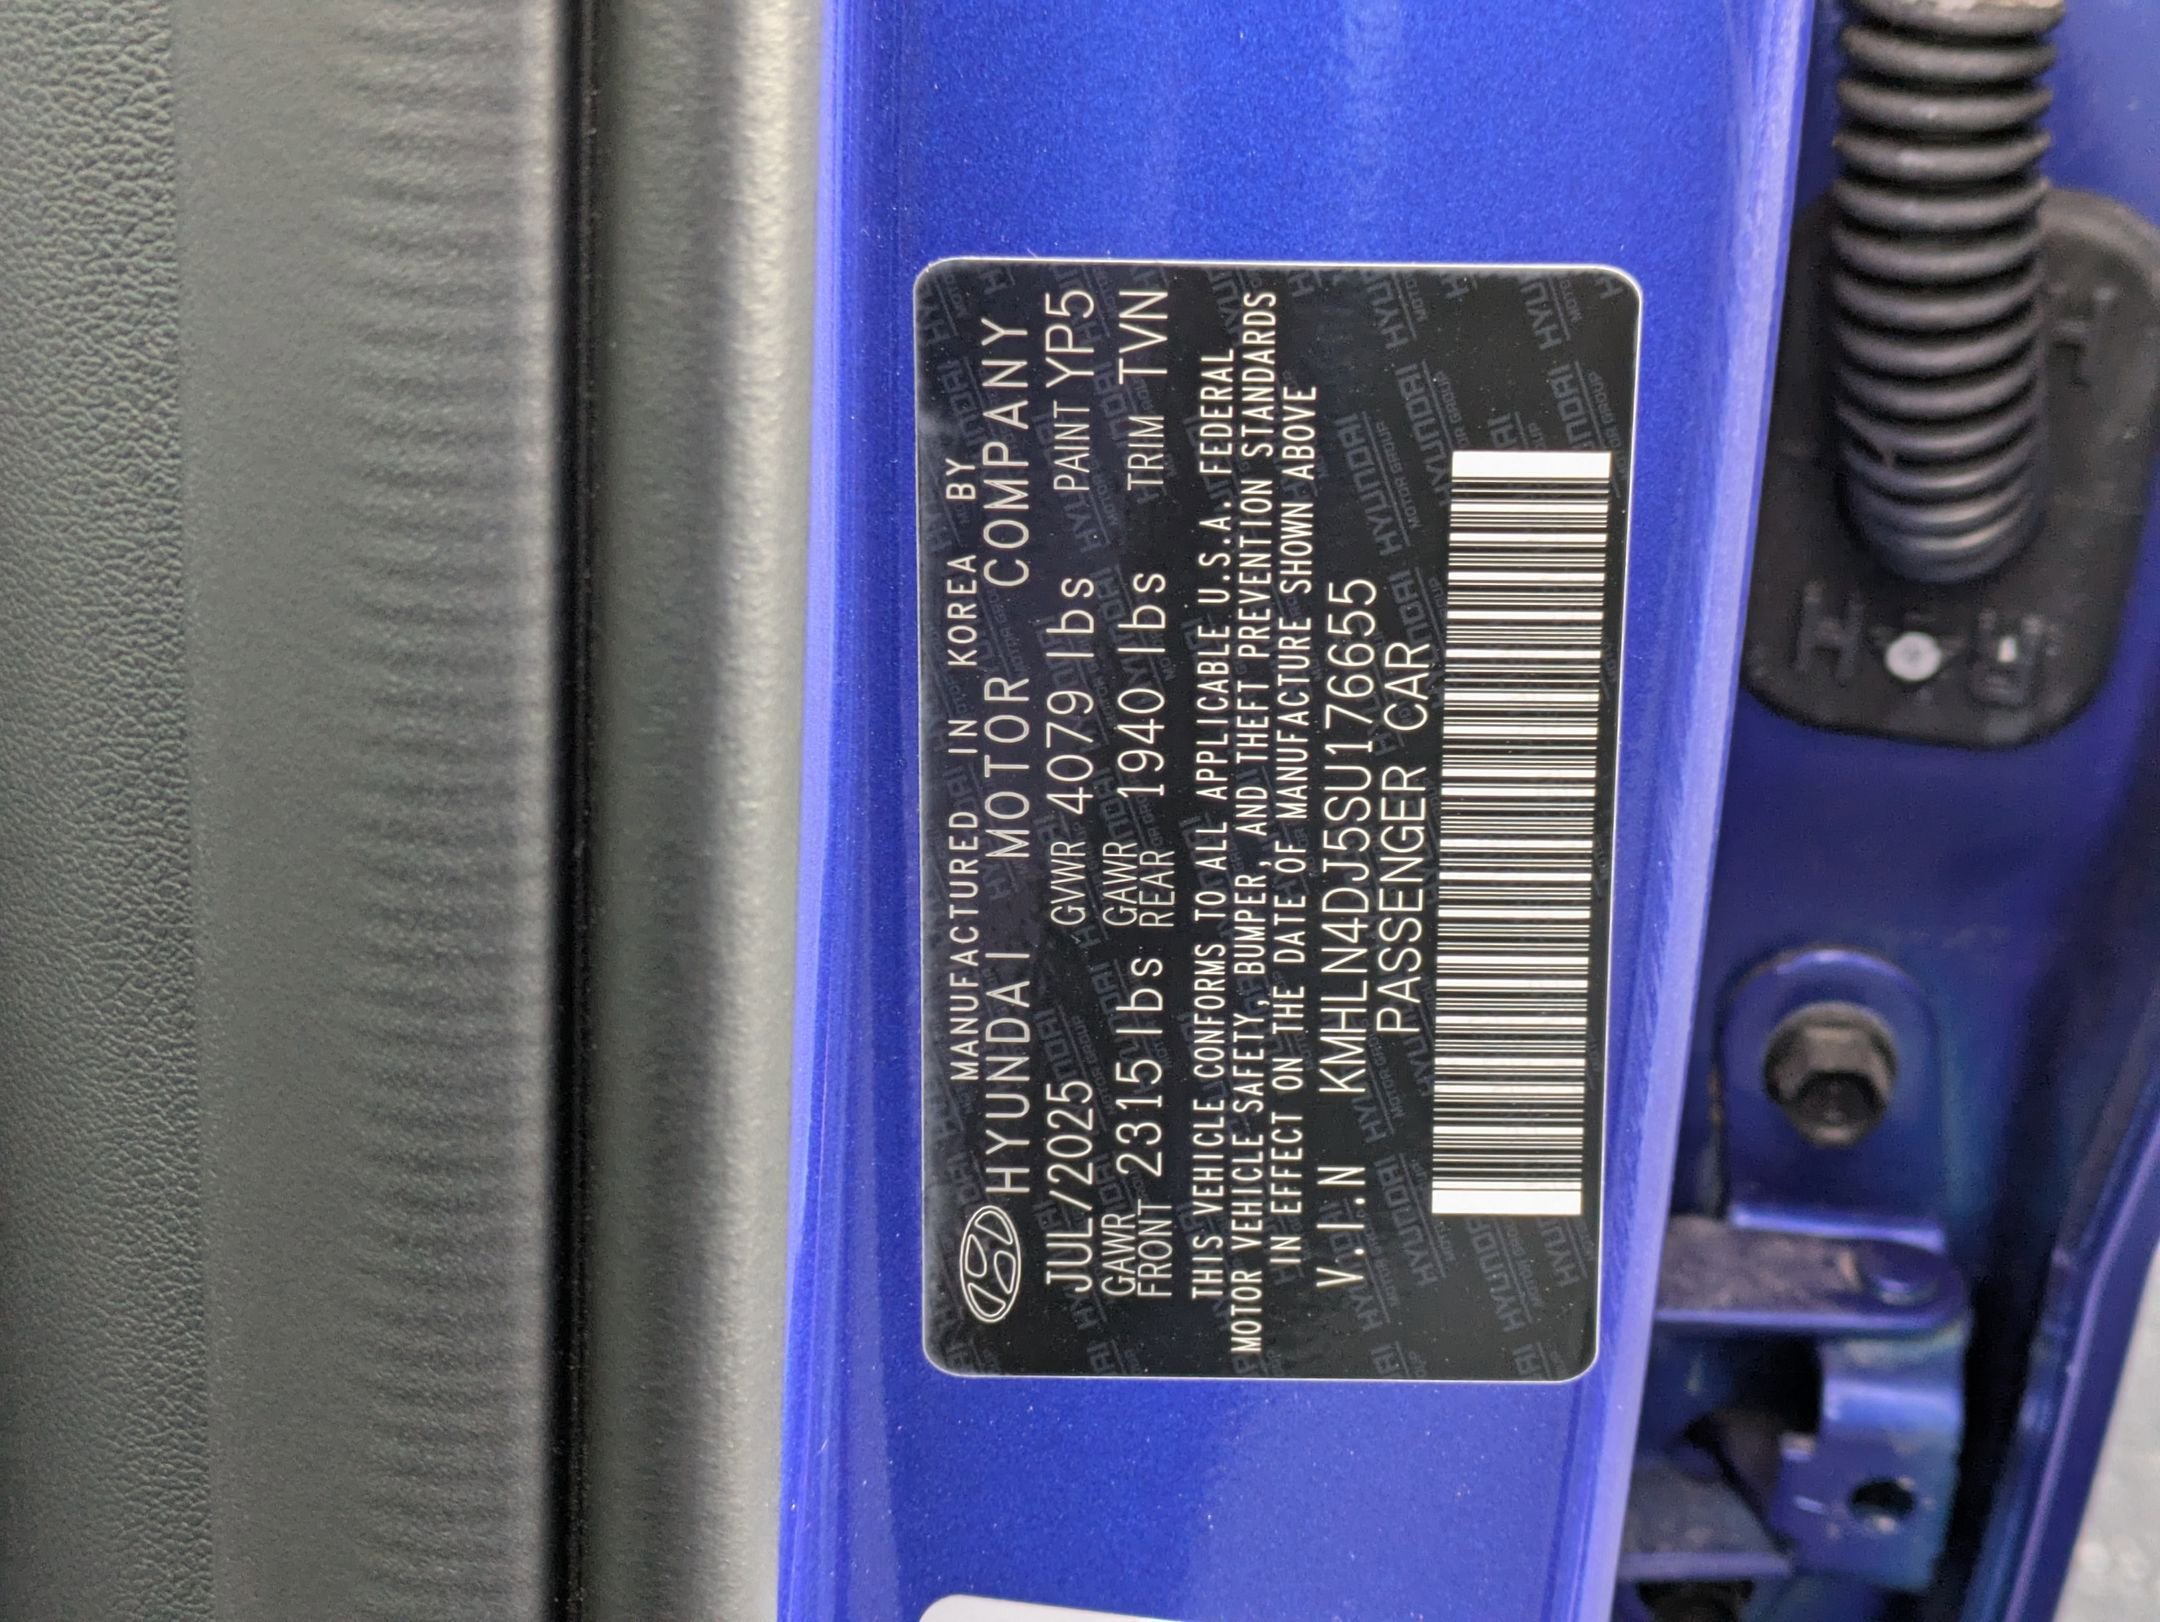 MANUFACTURED IN KOREA BY
HYUNDAI MOTOR COMPANY
JUL/2025 GVWR 4079 lbs PAINT YP5
GAWR FRONT 2315 lbs GAWR REAR 1940 lbs TRIM TVN
THIS VEHICLE CONFORMS TO ALL APPLICABLE U.S.A. FEDERAL
MOTOR VEHICLE SAFETY, BUMPER, AND THEFT PREVENTION STANDARDS
IN EFFECT ON THE DATE OF MANUFACTURE SHOWN ABOVE
V.I.N KMHLN4DJ5SU176655
PASSENGER CAR